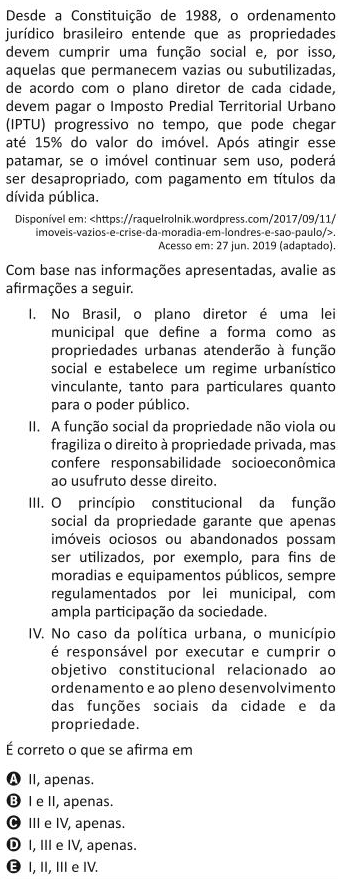 Desde a Constituição de 1988, o ordenamento
jurídico brasileiro entende que as propriedades
devem cumprir uma função social e, por isso,
aquelas que permanecem vazias ou subutilizadas,
de acordo com o plano diretor de cada cidade,
devem pagar o Imposto Predial Territorial Urbano
(IPTU) progressivo no tempo, que pode chegar
até 15% do valor do imóvel. Após atingir esse
patamar, se o imóvel continuar sem uso, poderá
ser desapropriado, com pagamento em títulos da
dívida pública.
Disponível em: <https://raquelrolnik.wordpress.com/2017/09/11/
imoveis-vazios-e-crise-da-moradia-em-londres-e-sao-paulo/>.
Acesso em: 27 jun. 2019 (adaptado).
Com base nas informações apresentadas, avalie as
afirmações a seguir.
I. No Brasil, o plano diretor é uma lei
municipal que define a forma como as
propriedades urbanas atenderão à função
social e estabelece um regime urbanístico
vinculante, tanto para particulares quanto
para o poder público.
II. A função social da propriedade não viola ou
fragiliza o direito à propriedade privada, mas
confere responsabilidade socioeconômica
ao usufruto desse direito.
III. O princípio constitucional da função
social da propriedade garante que apenas
imóveis ociosos ou abandonados possam
ser utilizados, por exemplo, para fins de
moradias e equipamentos públicos, sempre
regulamentados por lei municipal, com
ampla participação da sociedade.
IV. No caso da política urbana, o município
é responsável por executar e cumprir o
objetivo constitucional relacionado ao
ordenamento e ao pleno desenvolvimento
das funções sociais da cidade e da
propriedade.
É correto o que se afirma em
A II, apenas.
B I e II, apenas.
C III e IV, apenas.
D I, III e IV, apenas.
E I, II, III e IV.